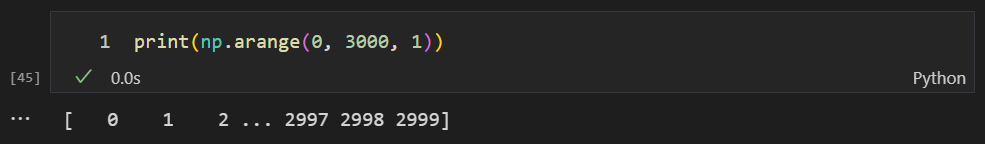 1 print(np.arange(0, 3000, 1))
[45] 0.0s Python
... [   0    1    2 ... 2997 2998 2999]